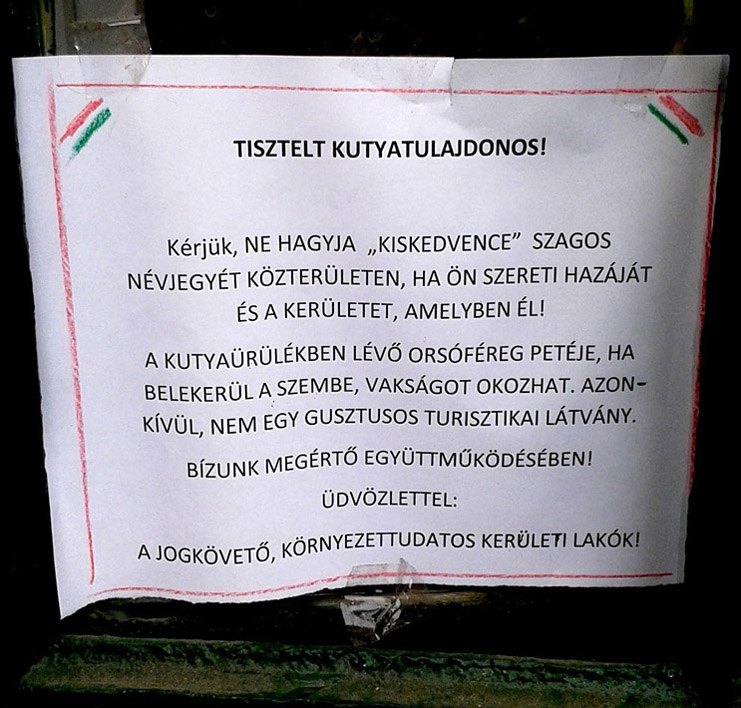 TISZTELT KUTYATULAJDONOS!
Kérjük, NE HAGYJA „KISKEDVENCE” SZAGOS
NÉVJEGYÉT KÖZTERÜLETEN, HA ÖN SZERETI HAZÁJÁT
ÉS A KERÜLETET, AMELYBEN ÉL!
A KUTYAÜRÜLÉKBEN LÉVŐ ORSÓFÉREG PETÉJE, HA
BELEKERÜL A SZEMBE, VAKSÁGOT OKOZHAT. AZON-
KÍVÜL, NEM EGY GUSZTUSOS TURISZTIKAI LÁTVÁNY.
BÍZUNK MEGÉRTŐ EGYÜTTMŰKÖDÉSÉBEN!
ÜDVÖZLETTEL:
A JOGKÖVETŐ, KÖRNYEZETTUDATOS KERÜLETI LAKÓK!